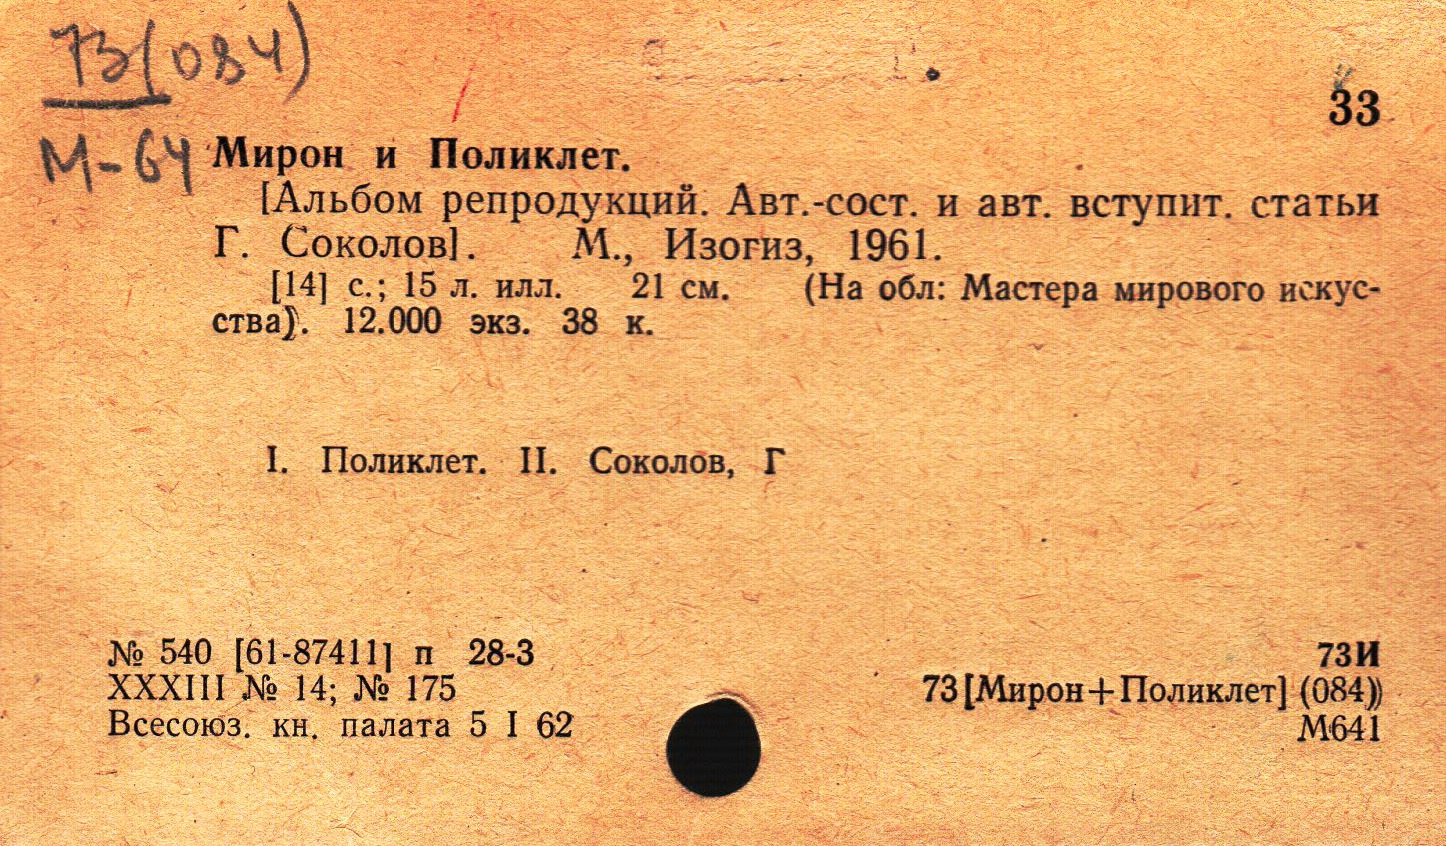 73(084)
33
М-64
Мирон и Поликлет.
[Альбом репродукций. Авт.-сост. и авт. вступит. статьи
Г. Соколов]. М., Изогиз, 1961.
[14] с.; 15 л. илл. 21 см. (На обл: Мастера мирового искус-
ства). 12.000 экз. 38 к.
I. Поликлет. II. Соколов, Г
№ 540 [61-87411] п 28-3
73И
XXXIII № 14; № 175
73[Мирон+Поликлет] (084)
Всесоюз. кн. палата 5 I 62
М641